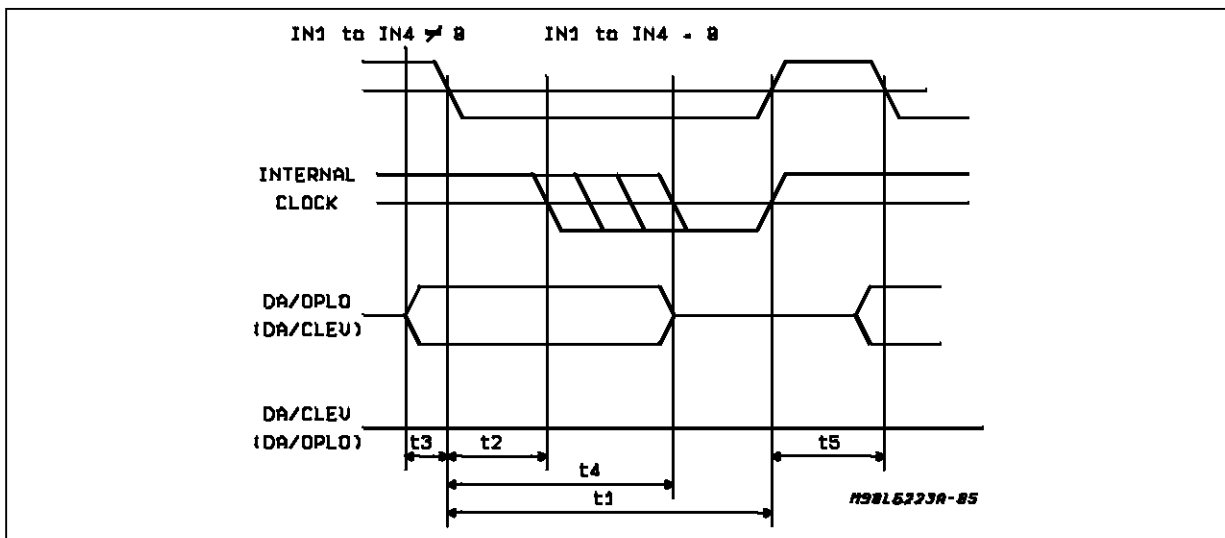 IN1 to IN4 ≠ 0 IN1 to IN4 - 0
INTERNAL
CLOCK
DA/OPLO
(DA/CLEV)
DA/CLEV
(DA/OPLO)
t3 t2 t5
t4
t1
M98L6223A-05